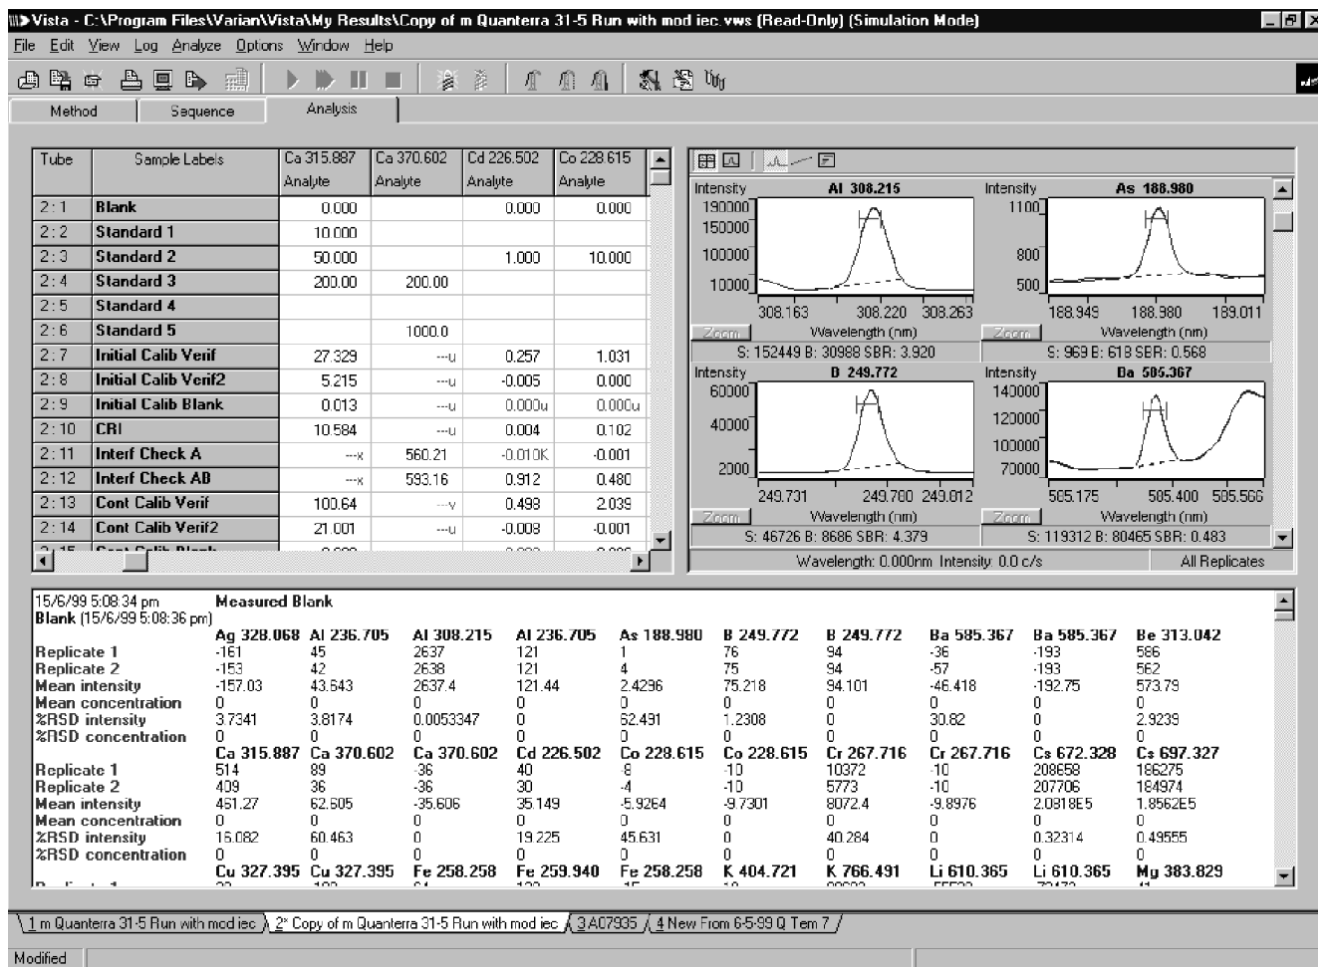 Vista - C:\Program Files\Varian\Vista\My Results\Copy of m Quanterra 31-5 Run with mod iec.vws (Read-Only) (Simulation Mode)
File Edit View Log Analyze Options Window Help
Method Sequence Analysis
Tube Sample Labels Ca 315.887 Ca 370.602 Cd 226.502 Co 228.615
Analyte Analyte Analyte Analyte
2:1 Blank 0.000 0.000 0.000
2:2 Standard 1 10.000
2:3 Standard 2 50.000 1.000 10.000
2:4 Standard 3 200.00 200.00
2:5 Standard 4
2:6 Standard 5 1000.0
2:7 Initial Calib Verif 27.329 ---u 0.257 1.031
2:8 Initial Calib Verif2 5.215 ---u -0.005 0.000
2:9 Initial Calib Blank 0.013 ---u 0.000u 0.000u
2:10 CRI 10.584 ---u 0.004 0.102
2:11 Interf Check A ---x 560.21 -0.010K -0.001
2:12 Interf Check AB ---x 593.16 0.912 0.480
2:13 Cont Calib Verif 100.64 ---v 0.498 2.039
2:14 Cont Calib Verif2 21.001 ---u -0.008 -0.001
2:15 Cont Calib Blank
Intensity Al 308.215
190000
150000
100000
10000
308.163 308.220 308.263
Zoom Wavelength (nm)
S: 152449 B: 30988 SBR: 3.920
Intensity As 188.980
1100
800
500
188.949 188.980 189.011
Zoom Wavelength (nm)
S: 969 B: 618 SBR: 0.568
Intensity B 249.772
60000
40000
2000
249.731 249.780 249.812
Zoom Wavelength (nm)
S: 46726 B: 8686 SBR: 4.379
Intensity Ba 585.367
140000
120000
100000
70000
585.175 585.400 585.566
Zoom Wavelength (nm)
S: 119312 B: 80465 SBR: 0.483
Wavelength: 0.000nm Intensity: 0.0 c/s All Replicates
15/6/99 5:08:34 pm Measured Blank
Blank (15/6/99 5:08:36 pm)
Ag 328.068 Al 236.705 Al 308.215 Al 236.705 As 188.980 B 249.772 B 249.772 Ba 585.367 Ba 585.367 Be 313.042
Replicate 1 -161 45 2637 121 1 76 94 -36 -193 586
Replicate 2 -153 42 2638 121 4 75 94 -57 -193 562
Mean intensity -157.03 43.643 2637.4 121.44 2.4296 75.218 94.101 -46.418 -192.75 573.79
Mean concentration 0 0 0 0 0 0 0 0 0 0
%RSD intensity 3.7341 3.8174 0.0053347 0 62.491 1.2308 0 30.82 0 2.9239
%RSD concentration 0 0 0 0 0 0 0 0 0 0
Ca 315.887 Ca 370.602 Ca 370.602 Cd 226.502 Co 228.615 Co 228.615 Cr 267.716 Cr 267.716 Cs 672.328 Cs 697.327
Replicate 1 514 89 -36 40 -8 -10 10372 -10 208658 186275
Replicate 2 409 36 -36 30 -4 -10 5773 -10 207706 184974
Mean intensity 461.27 62.605 -35.606 35.149 -5.9264 -9.7301 8072.4 -9.8976 2.0818E5 1.8562E5
Mean concentration 0 0 0 0 0 0 0 0 0 0
%RSD intensity 16.082 60.463 0 19.225 45.631 0 40.284 0 0.32314 0.49555
%RSD concentration 0 0 0 0 0 0 0 0 0 0
Cu 327.395 Cu 327.395 Fe 258.258 Fe 259.940 Fe 258.258 K 404.721 K 766.491 Li 610.365 Li 610.365 Mg 383.829
1 m Quanterra 31-5 Run with mod iec 2* Copy of m Quanterra 31-5 Run with mod iec 3 A07935 4 New From 6-5-99 Q Tem 7
Modified